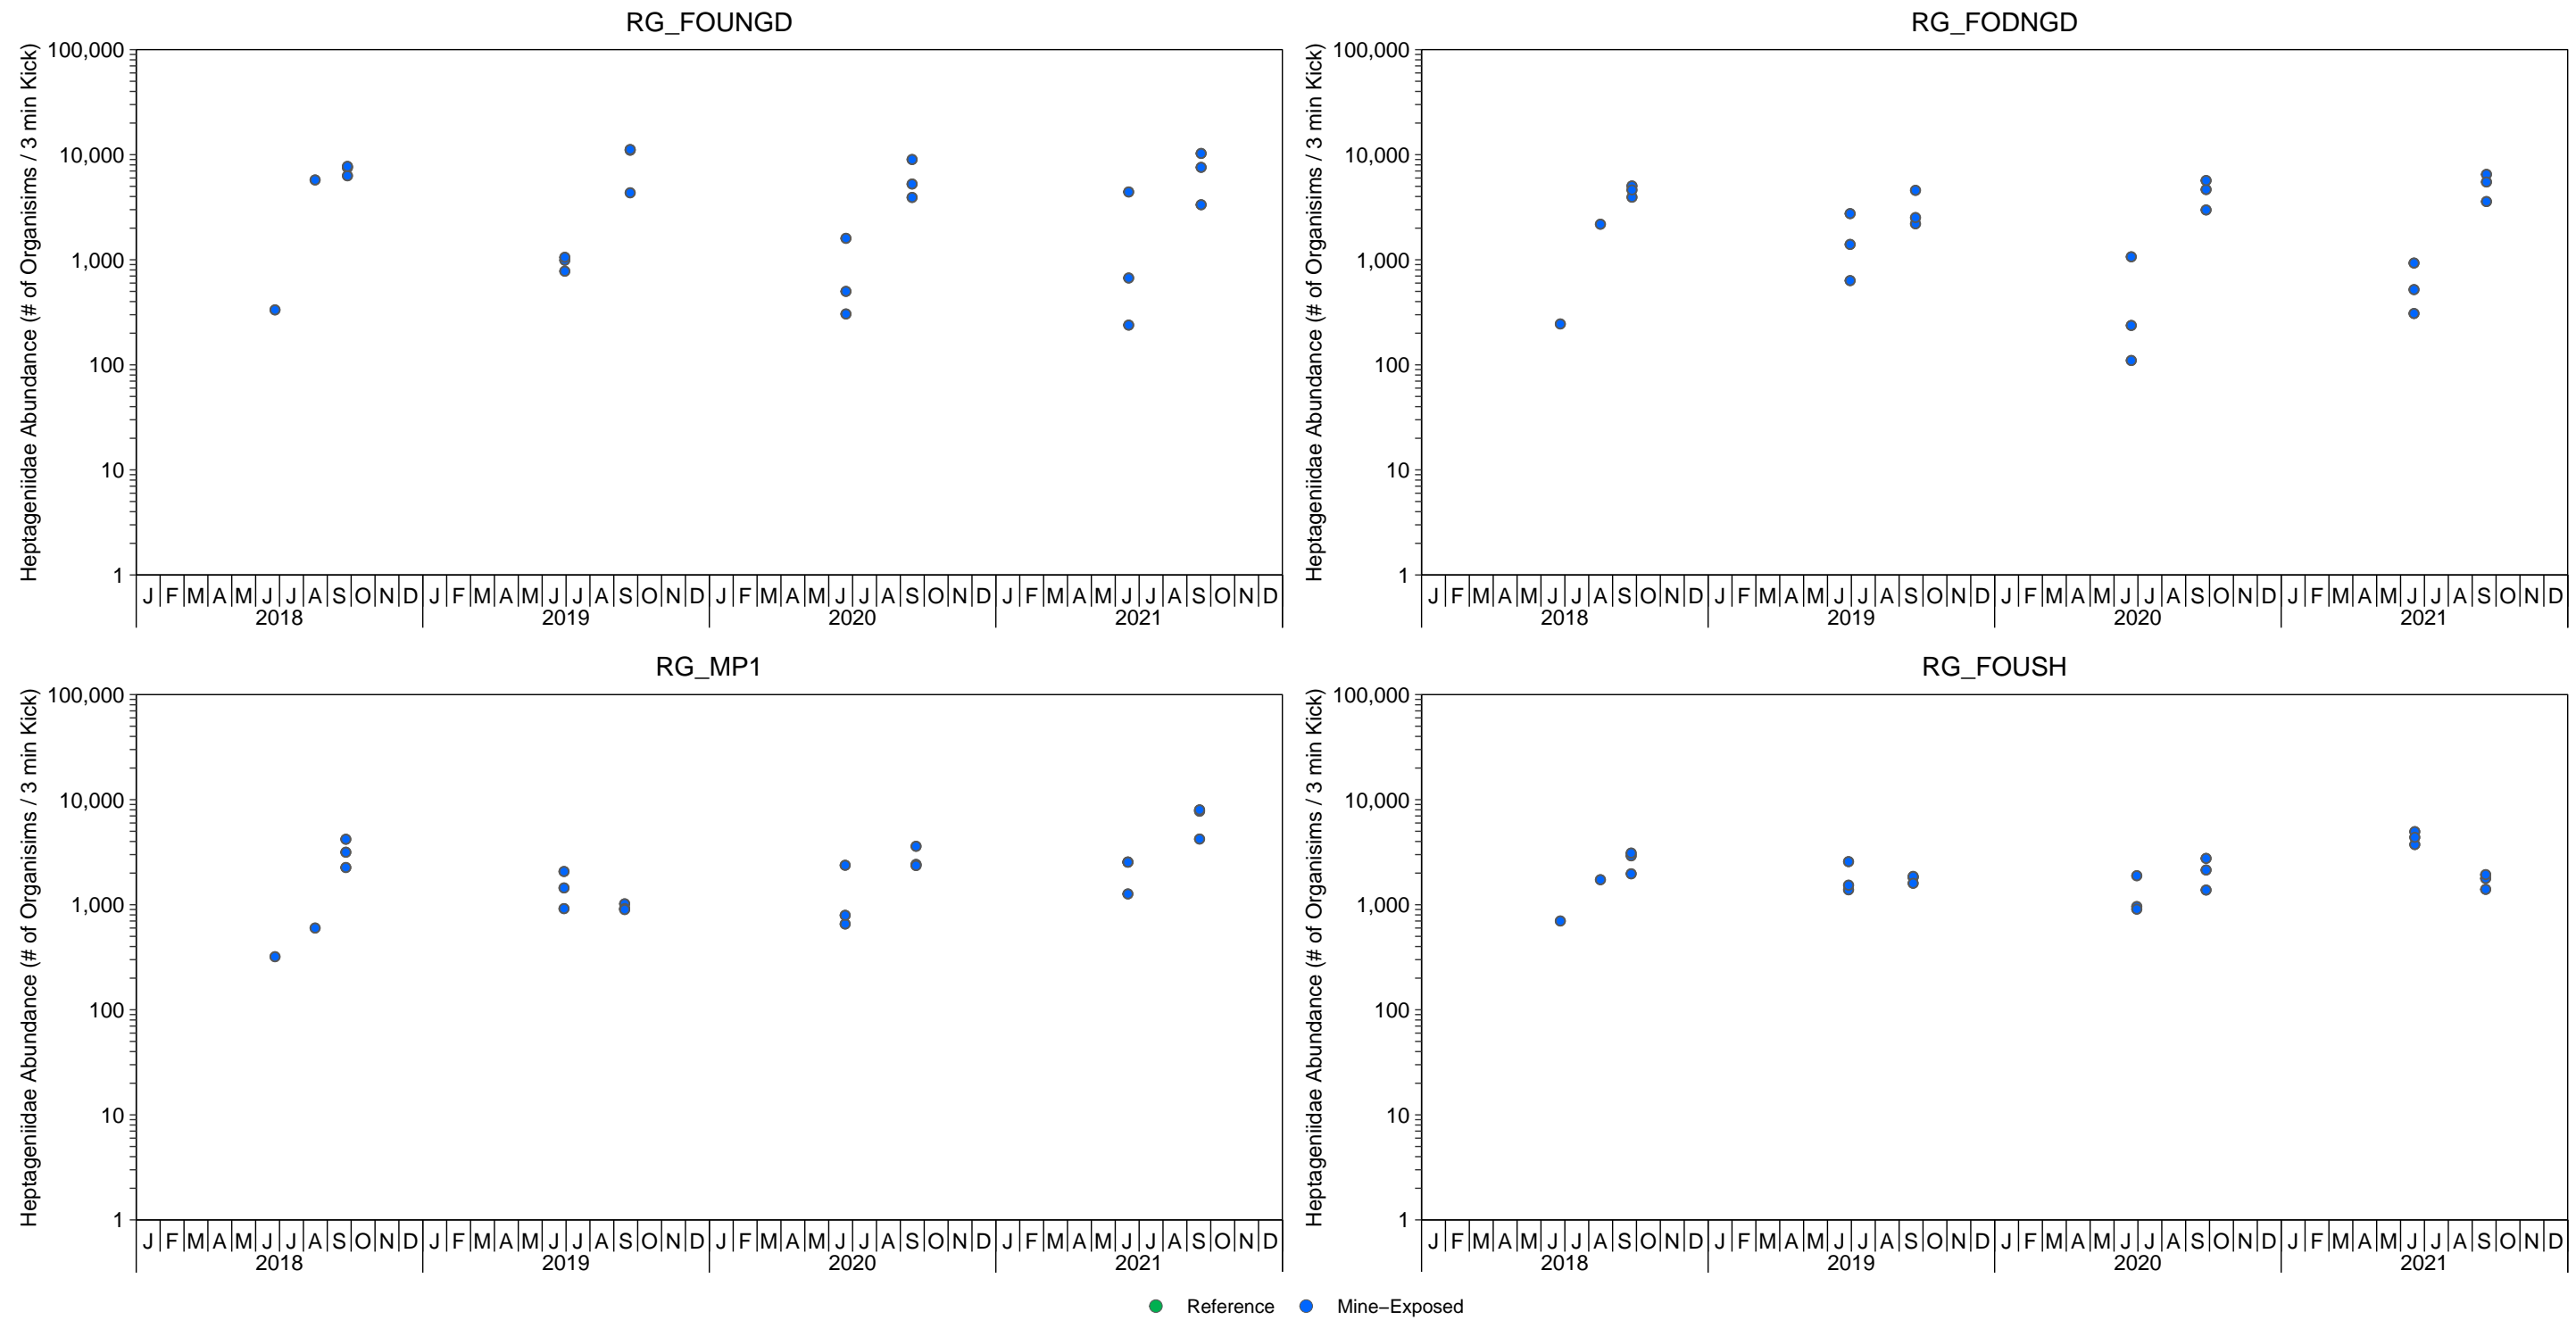 RG_FOUNGD
Heptageniidae Abundance (# of Organisims / 3 min Kick)
100,000
10,000
1,000
100
10
1
J F M A M J J A S O N D J F M A M J J A S O N D J F M A M J J A S O N D J F M A M J J A S O N D
2018 2019 2020 2021
RG_FODNGD
Heptageniidae Abundance (# of Organisims / 3 min Kick)
100,000
10,000
1,000
100
10
1
J F M A M J J A S O N D J F M A M J J A S O N D J F M A M J J A S O N D J F M A M J J A S O N D
2018 2019 2020 2021
RG_MP1
Heptageniidae Abundance (# of Organisims / 3 min Kick)
100,000
10,000
1,000
100
10
1
J F M A M J J A S O N D J F M A M J J A S O N D J F M A M J J A S O N D J F M A M J J A S O N D
2018 2019 2020 2021
RG_FOUSH
Heptageniidae Abundance (# of Organisims / 3 min Kick)
100,000
10,000
1,000
100
10
1
J F M A M J J A S O N D J F M A M J J A S O N D J F M A M J J A S O N D J F M A M J J A S O N D
2018 2019 2020 2021
Reference Mine−Exposed